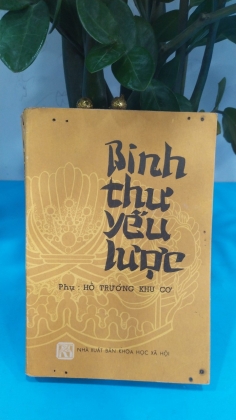 Binh
thư
yếu
lược
Phụ : HỔ TRƯỚNG KHU CƠ
NHÀ XUẤT BẢN KHOA HỌC XÃ HỘI